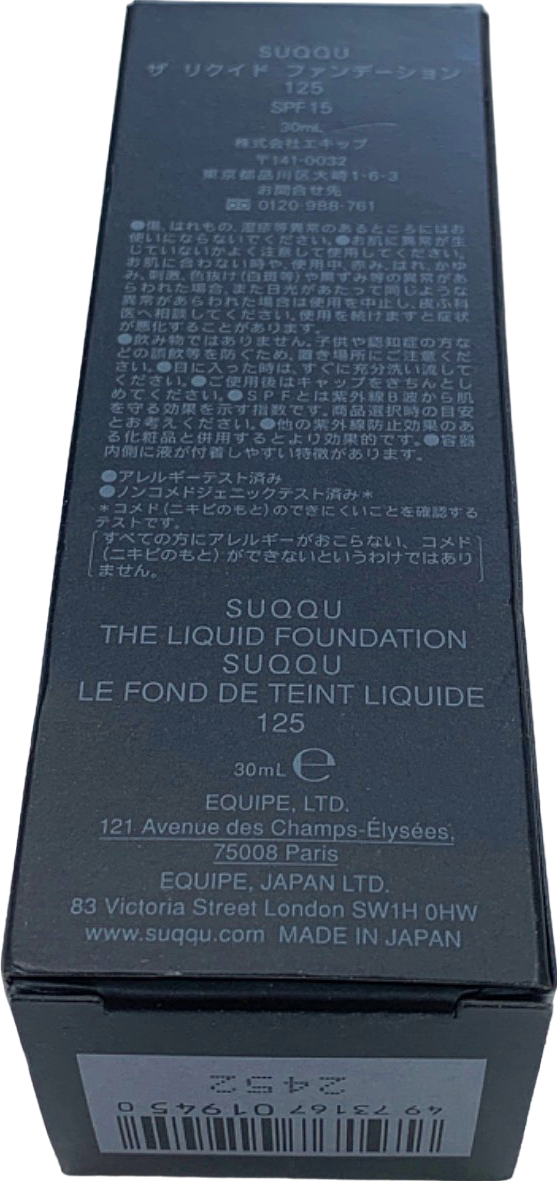 SUQQU
ザ リクイド ファンデーション
125
SPF15
30mL
株式会社エキップ
〒141-0032
東京都品川区大崎1-6-3
お問合せ先
0120-988-761
●傷、はれもの、湿疹等異常のあるところにはお
使いにならないでください。●お肌に異常が生
じていないかよく注意して使用してください。
お肌に合わない時や、使用中、赤み、はれ、かゆ
み、刺激、色抜け(白斑等)や黒ずみ等の異常があ
らわれた場合、また日光があたって同じような
異常があらわれた場合は使用を中止し、皮ふ科
医へ相談してください。使用を続けますと症状
が悪化することがあります。
●飲み物ではありません。子供や認知症の方な
どの誤飲等を防ぐため、置き場所にご注意くだ
さい。●目に入った時は、すぐに充分洗い流して
ください。●ご使用後はキャップをきちんとし
めてください。●SPFとは紫外線B波から肌
を守る効果を示す指数です。商品選択時の目安
とお考えください。●他の紫外線防止効果のあ
る化粧品と併用するとより効果的です。●容器
内側に液が付着しやすい特徴があります。
●アレルギーテスト済み
●ノンコメドジェニックテスト済み*
*コメド(ニキビのもと)のできにくいことを確認する
テストです。
[すべての方にアレルギーがおこらない、コメド
(ニキビのもと)ができないというわけではあり
ません。]
SUQQU
THE LIQUID FOUNDATION
SUQQU
LE FOND DE TEINT LIQUIDE
125
30mL ℮
EQUIPE, LTD.
121 Avenue des Champs-Élysées,
75008 Paris
EQUIPE, JAPAN LTD.
83 Victoria Street London SW1H 0HW
www.suqqu.com MADE IN JAPAN
2452
4 973167 019450